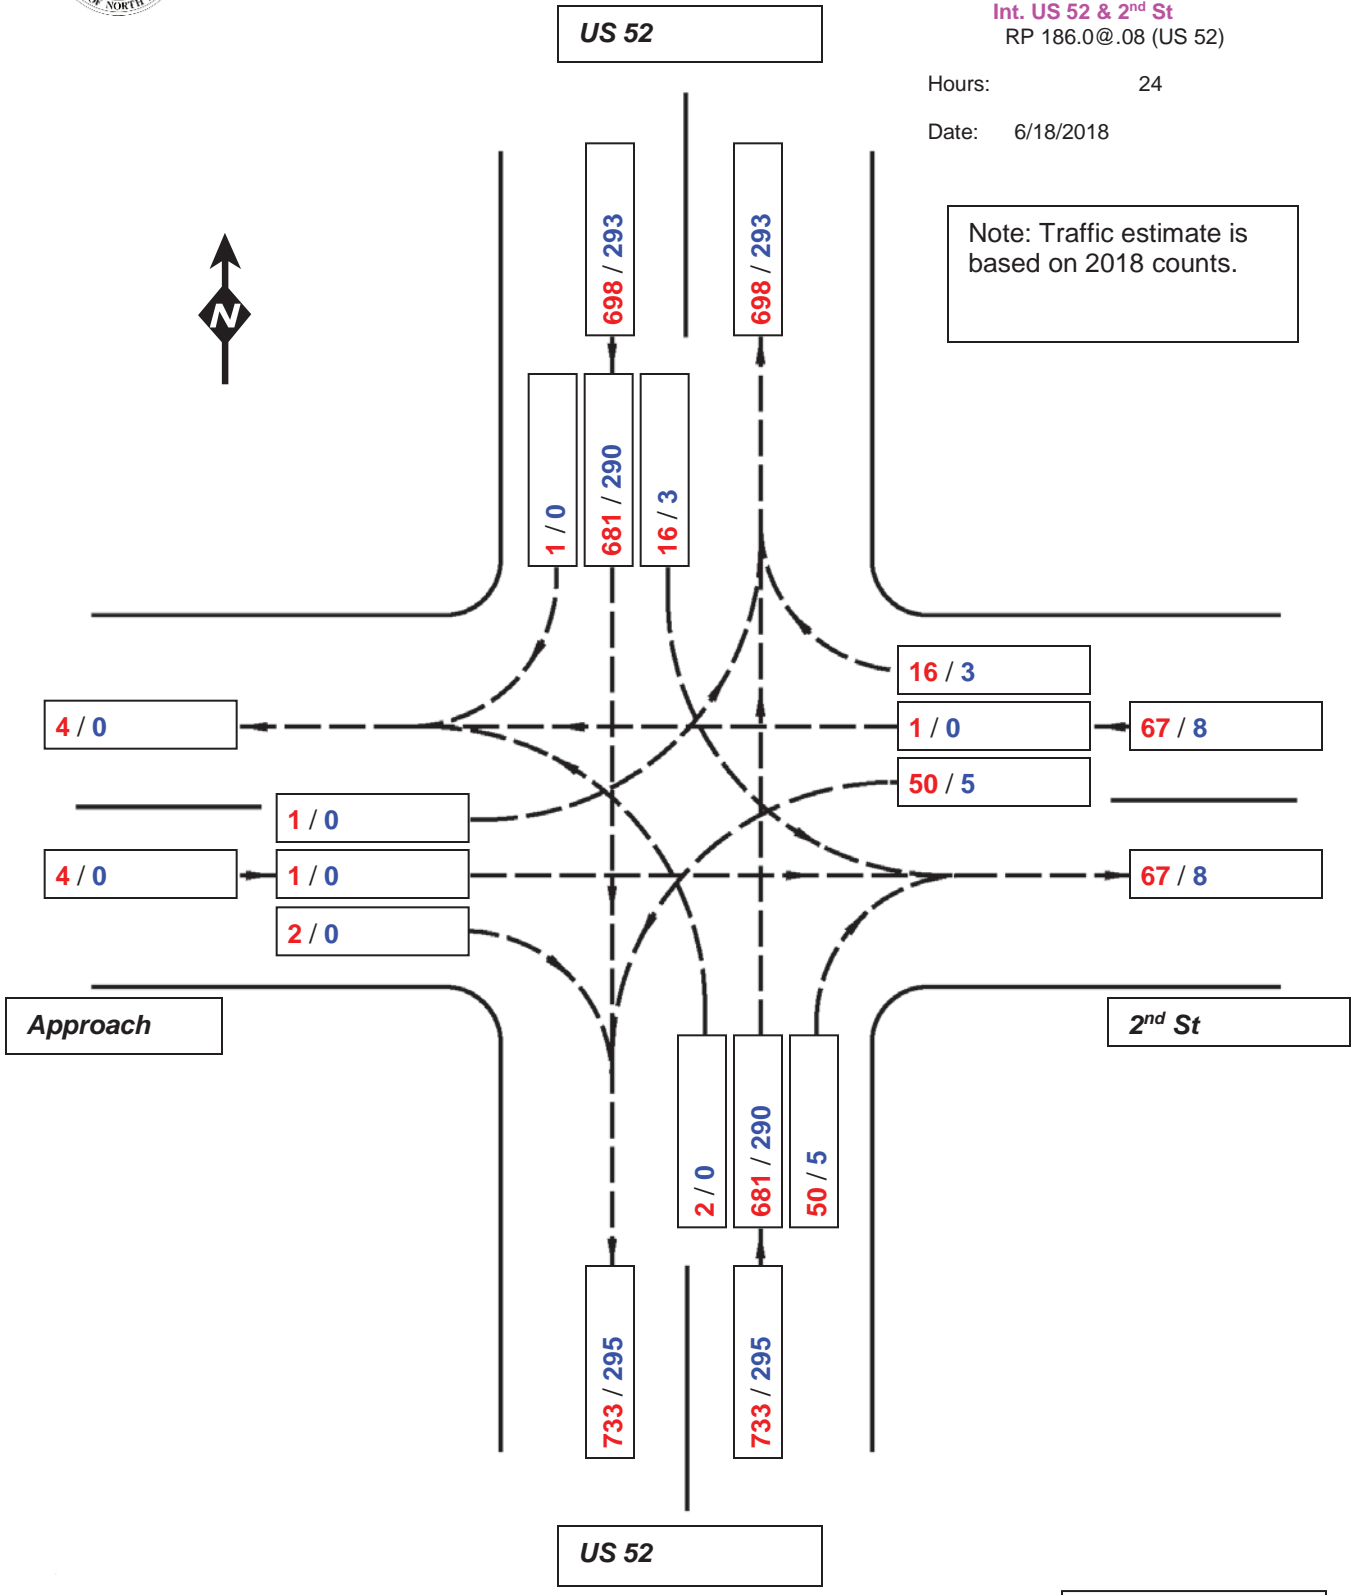 OF NORTH
US 52
Int. US 52 & 2nd St
RP 186.0@.08 (US 52)
Hours: 24
Date: 6/18/2018
Note: Traffic estimate is
based on 2018 counts.
698 / 293
698 / 293
N
1 / 0
681 / 290
16 / 3
16 / 3
4 / 0
1 / 0
67 / 8
50 / 5
1 / 0
4 / 0
1 / 0
67 / 8
2 / 0
Approach
2nd St
2 / 0
681 / 290
50 / 5
733 / 295
733 / 295
US 52